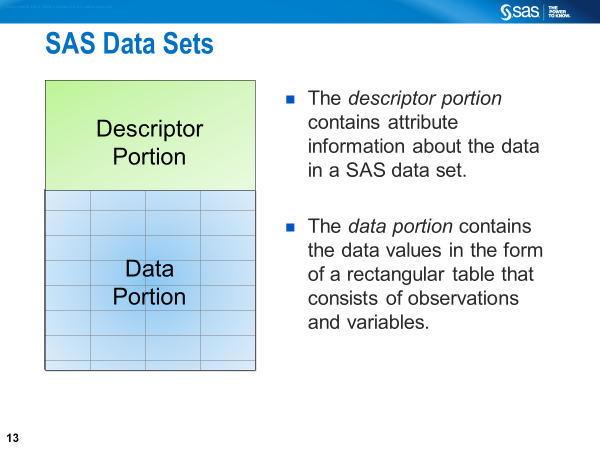 sas
THE
POWER
TO KNOW.
SAS Data Sets
Descriptor
Portion
Data
Portion
■ The descriptor portion
contains attribute
information about the data
in a SAS data set.
■ The data portion contains
the data values in the form
of a rectangular table that
consists of observations
and variables.
13